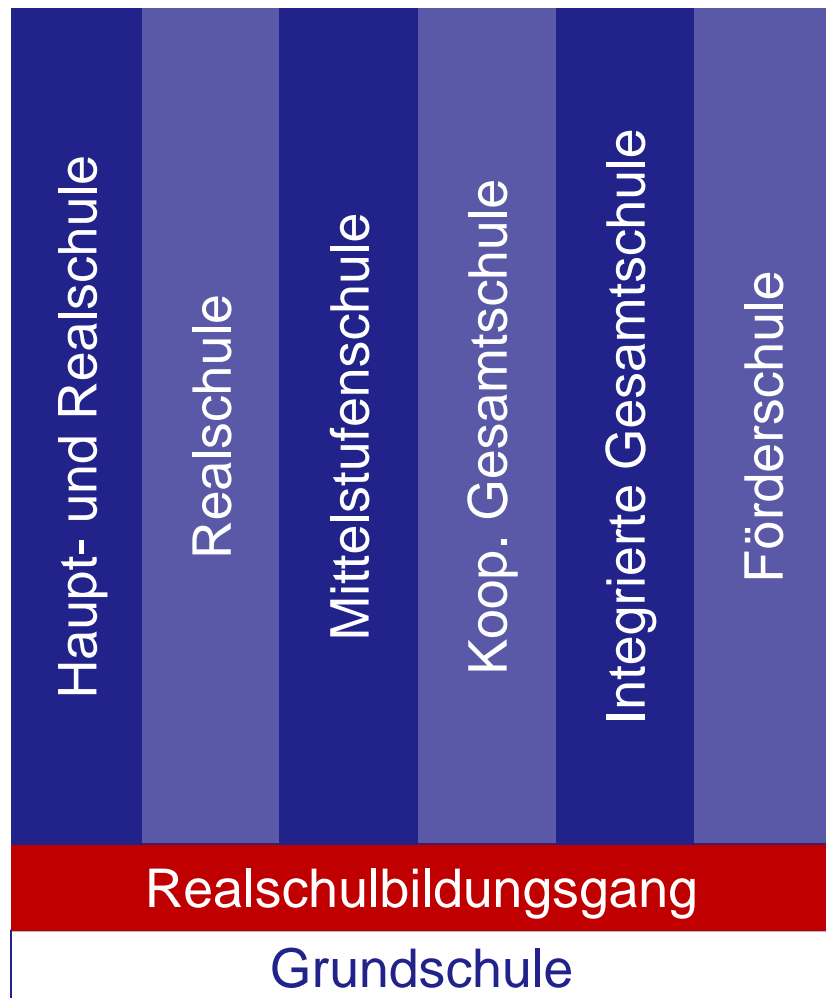 Haupt- und Realschule
Realschule
Mittelstufenschule
Koop. Gesamtschule
Integrierte Gesamtschule
Förderschule
Realschulbildungsgang
Grundschule